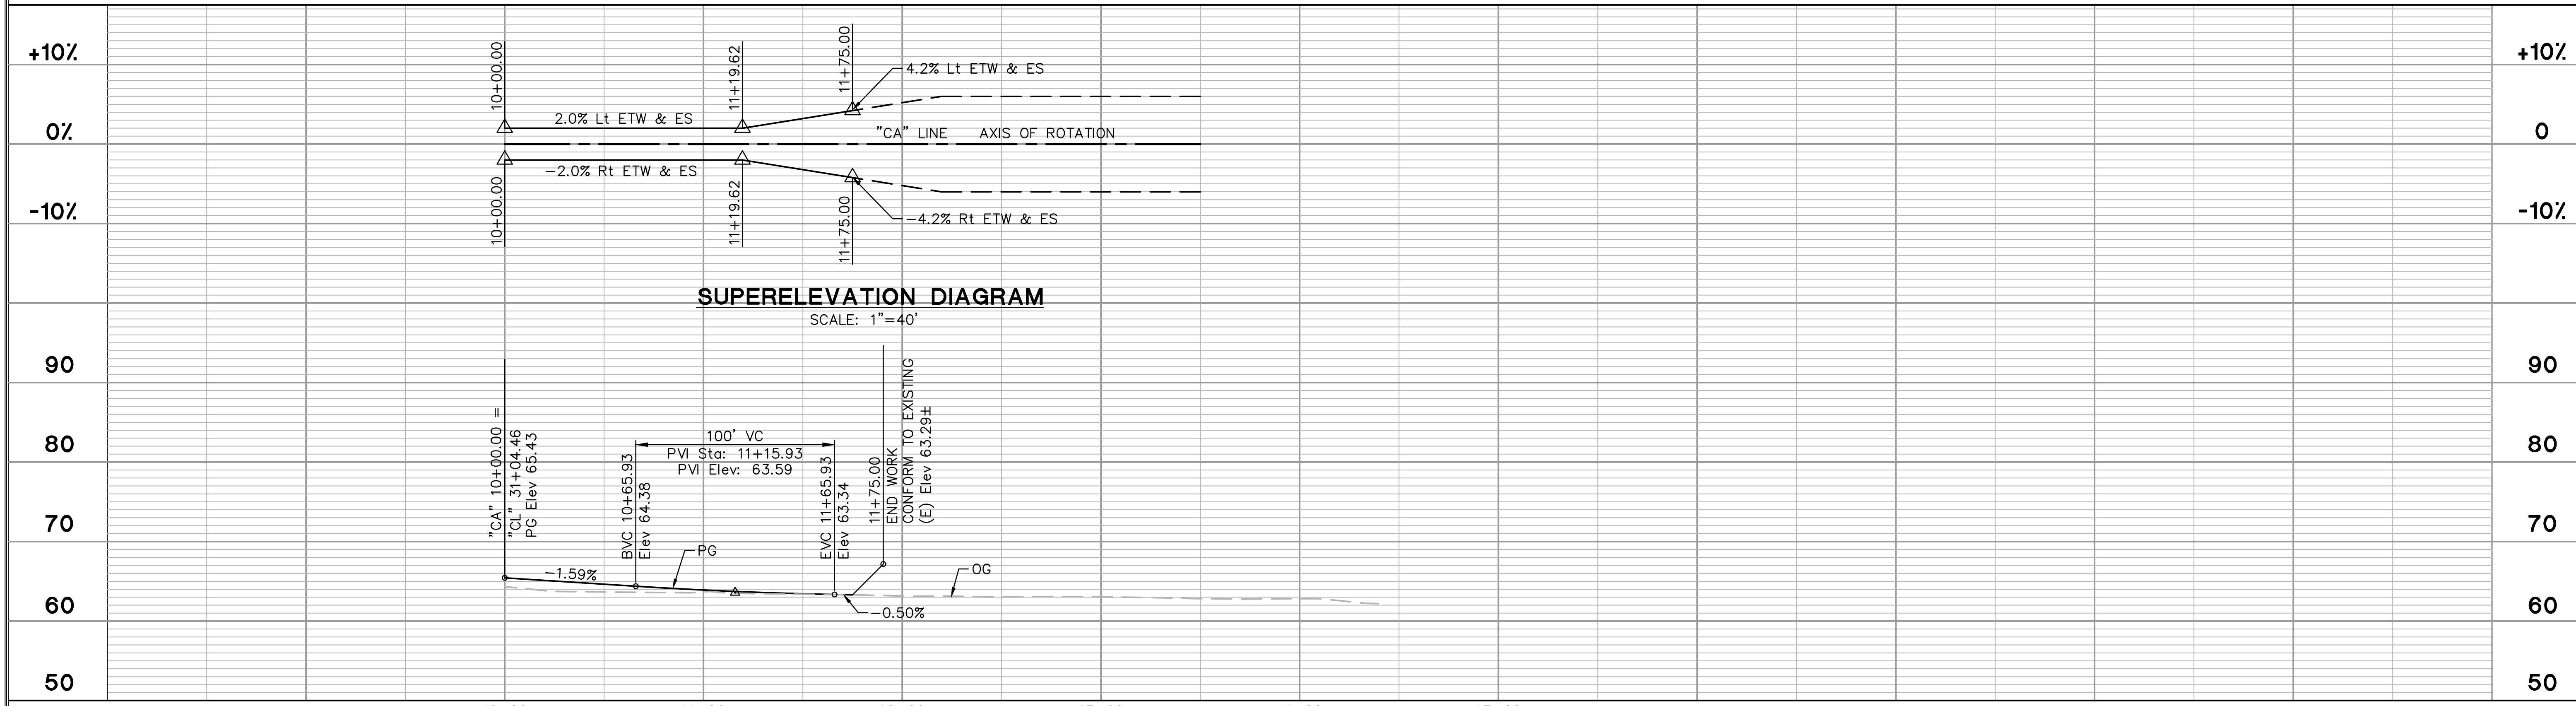 +10%
0%
-10%
90
80
70
60
50
10+00.00
11+19.62
11+75.00
4.2% Lt ETW & ES
2.0% Lt ETW & ES
"CA" LINE AXIS OF ROTATION
-2.0% Rt ETW & ES
10+00.00
11+19.62
11+75.00
-4.2% Rt ETW & ES
SUPERELEVATION DIAGRAM
SCALE: 1"=40'
"CA" 10+00.00 =
"CL" 31+04.46
PG Elev 65.43
BVC 10+65.93
Elev 64.38
100' VC
PVI Sta: 11+15.93
PVI Elev: 63.59
EVC 11+65.93
Elev 63.34
11+75.00
END WORK
CONFORM TO EXISTING
(E) Elev 63.29±
-1.59%
PG
-0.50%
OG
+10%
0
-10%
90
80
70
60
50